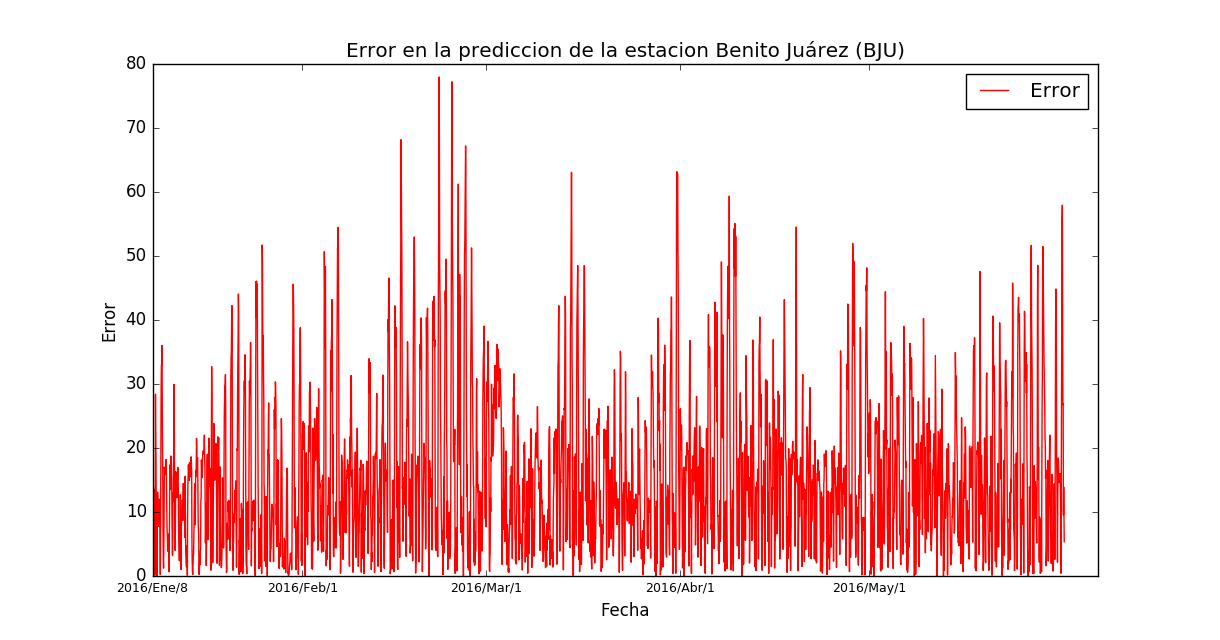 Error en la prediccion de la estacion Benito Juárez (BJU)
Error
80
70
60
50
40
30
20
10
0
Error
2016/Ene/8
2016/Feb/1
2016/Mar/1
2016/Abr/1
2016/May/1
Fecha